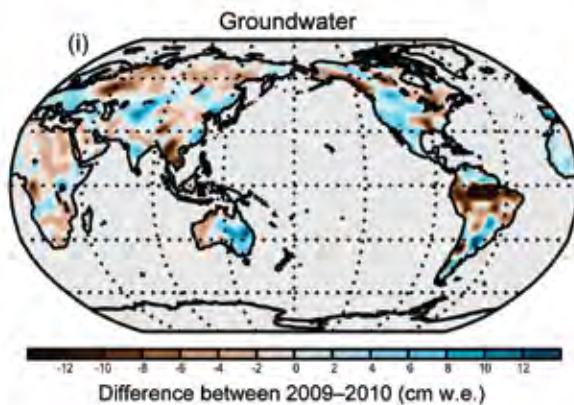 Groundwater
(i)
-12 -10 -8 -6 -4 -2 0 2 4 6 8 10 12
Difference between 2009–2010 (cm w.e.)